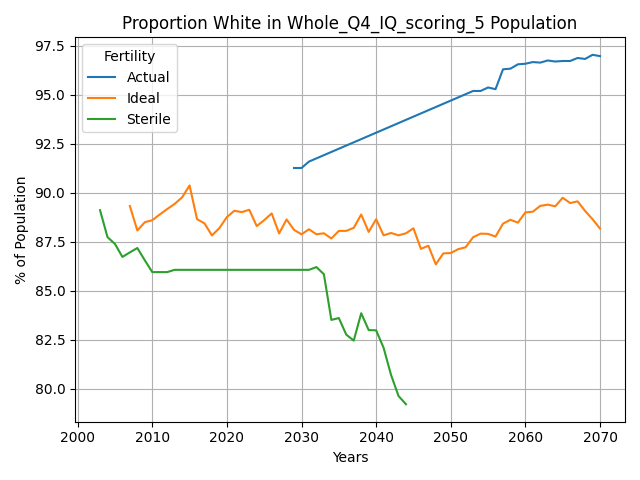 Proportion White in Whole_Q4_IQ_scoring_5 Population
97.5
95.0
92.5
90.0
87.5
85.0
82.5
80.0
% of Population
Fertility
Actual
Ideal
Sterile
2000 2010 2020 2030 2040 2050 2060 2070
Years